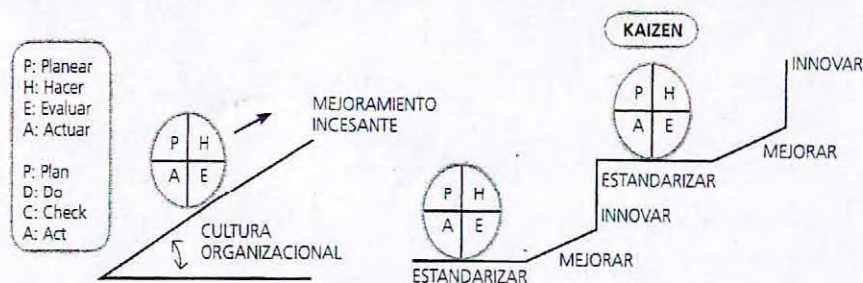 P: Planear
H: Hacer
E: Evaluar
A: Actuar
P: Plan
D: Do
C: Check
A: Act
P H
A E
MEJORAMIENTO
INCESANTE
CULTURA
ORGANIZACIONAL
P H
A E
ESTANDARIZAR
MEJORAR
INNOVAR
KAIZEN
P H
A E
ESTANDARIZAR
MEJORAR
INNOVAR